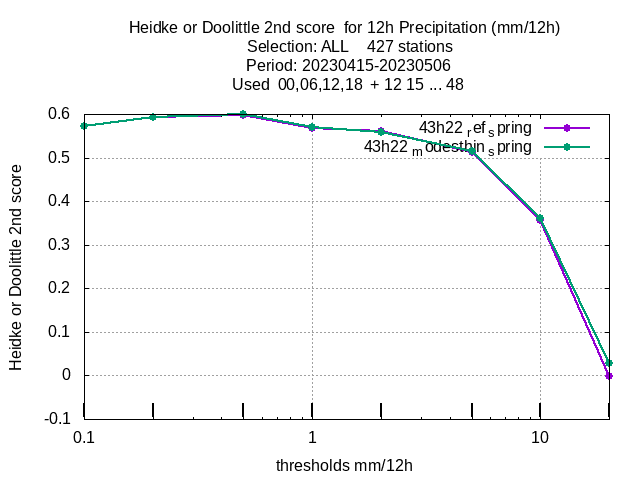 Heidke or Doolittle 2nd score  for 12h Precipitation (mm/12h)
Selection: ALL    427 stations
Period: 20230415-20230506
Used  00,06,12,18  + 12 15 ... 48
43h22 ref spring
43h22 modesthin spring
0.6
0.5
0.4
0.3
0.2
0.1
0
-0.1
0.1
1
10
Heidke or Doolittle 2nd score
thresholds mm/12h